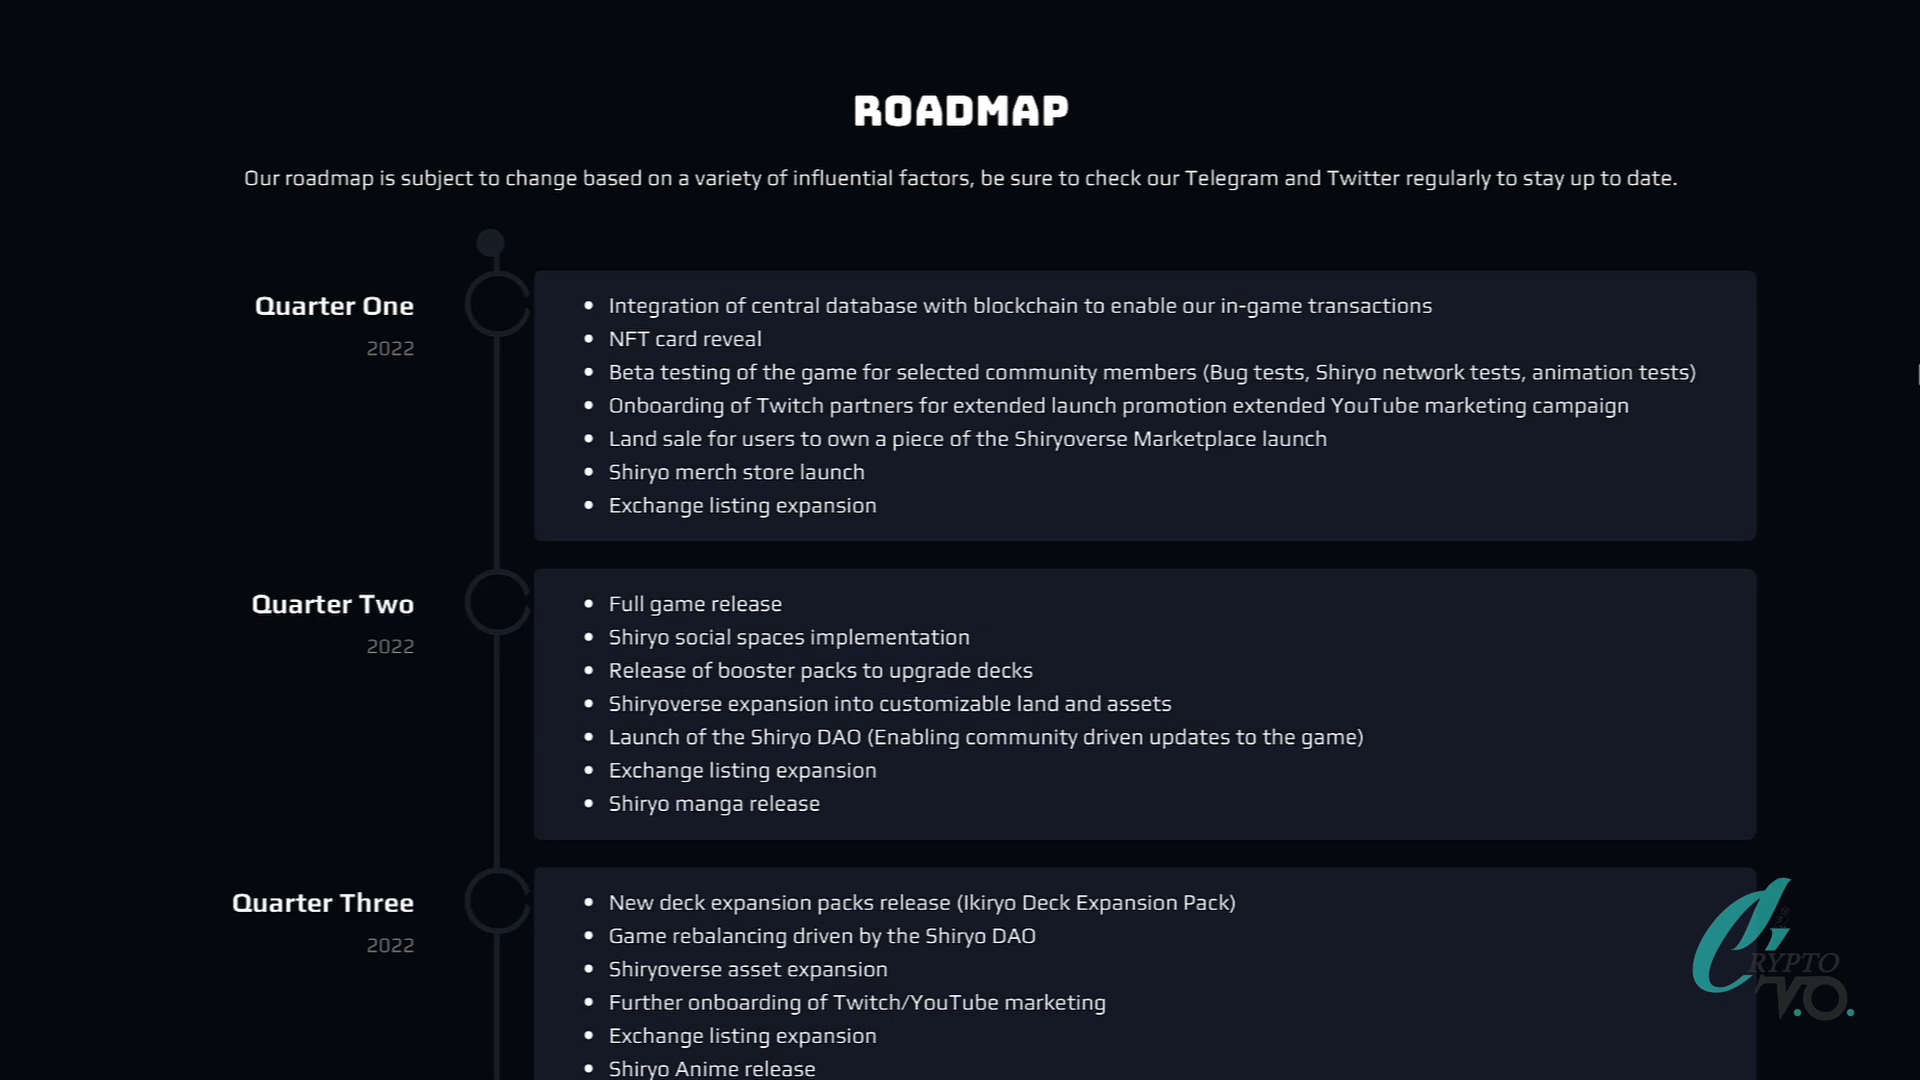 ROADMAP
Our roadmap is subject to change based on a variety of influential factors, be sure to check our Telegram and Twitter regularly to stay up to date.
Quarter One
2022
• Integration of central database with blockchain to enable our in-game transactions
• NFT card reveal
• Beta testing of the game for selected community members (Bug tests, Shiryo network tests, animation tests)
• Onboarding of Twitch partners for extended launch promotion extended YouTube marketing campaign
• Land sale for users to own a piece of the Shiryoverse Marketplace launch
• Shiryo merch store launch
• Exchange listing expansion
Quarter Two
2022
• Full game release
• Shiryo social spaces implementation
• Release of booster packs to upgrade decks
• Shiryoverse expansion into customizable land and assets
• Launch of the Shiryo DAO (Enabling community driven updates to the game)
• Exchange listing expansion
• Shiryo manga release
Quarter Three
2022
• New deck expansion packs release (Ikiryo Deck Expansion Pack)
• Game rebalancing driven by the Shiryo DAO
• Shiryoverse asset expansion
• Further onboarding of Twitch/YouTube marketing
• Exchange listing expansion
• Shiryo Anime release
CRYPTO
V.O.